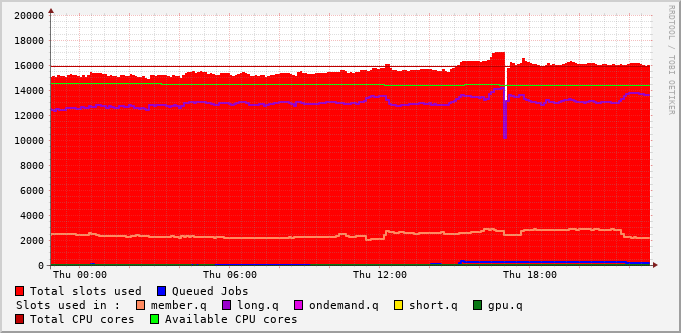 20000
18000
16000
14000
12000
10000
8000
6000
4000
2000
0
Thu 00:00 Thu 06:00 Thu 12:00 Thu 18:00
RRDTOOL / TOBI OETIKER
Total slots used Queued Jobs
Slots used in : member.q long.q ondemand.q short.q gpu.q
Total CPU cores Available CPU cores